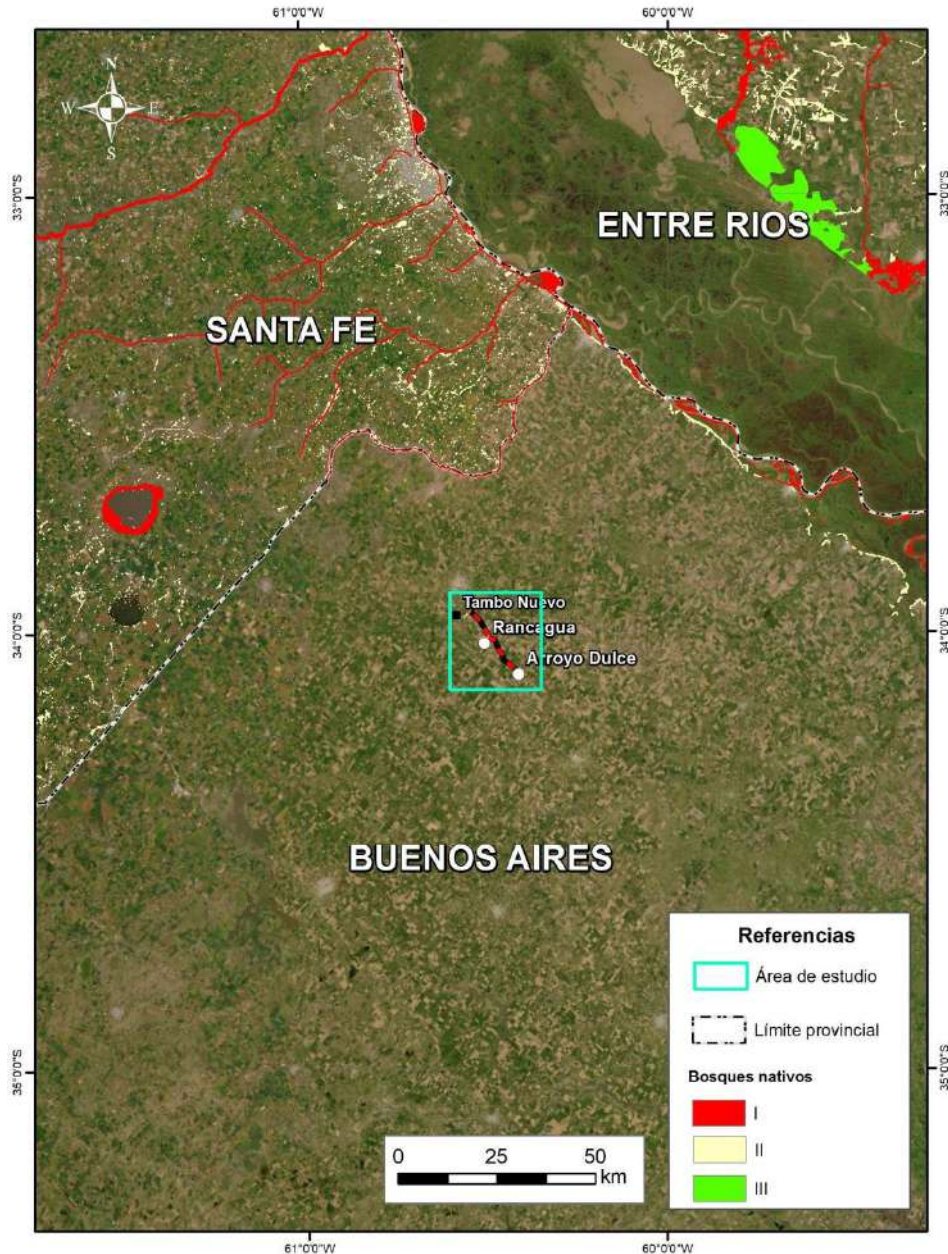 61°0'0"W
60°0'0"W
N
W
E
S
33°0'0"S
33°0'0"S
ENTRE RIOS
SANTA FE
Tambo Nuevo
34°0'0"S
34°0'0"S
Rancagua
Arroyo Dulce
BUENOS AIRES
Referencias
Área de estudio
Límite provincial
Bosques nativos
I
II
III
35°0'0"S
35°0'0"S
0 25 50
km
61°0'0"W
60°0'0"W